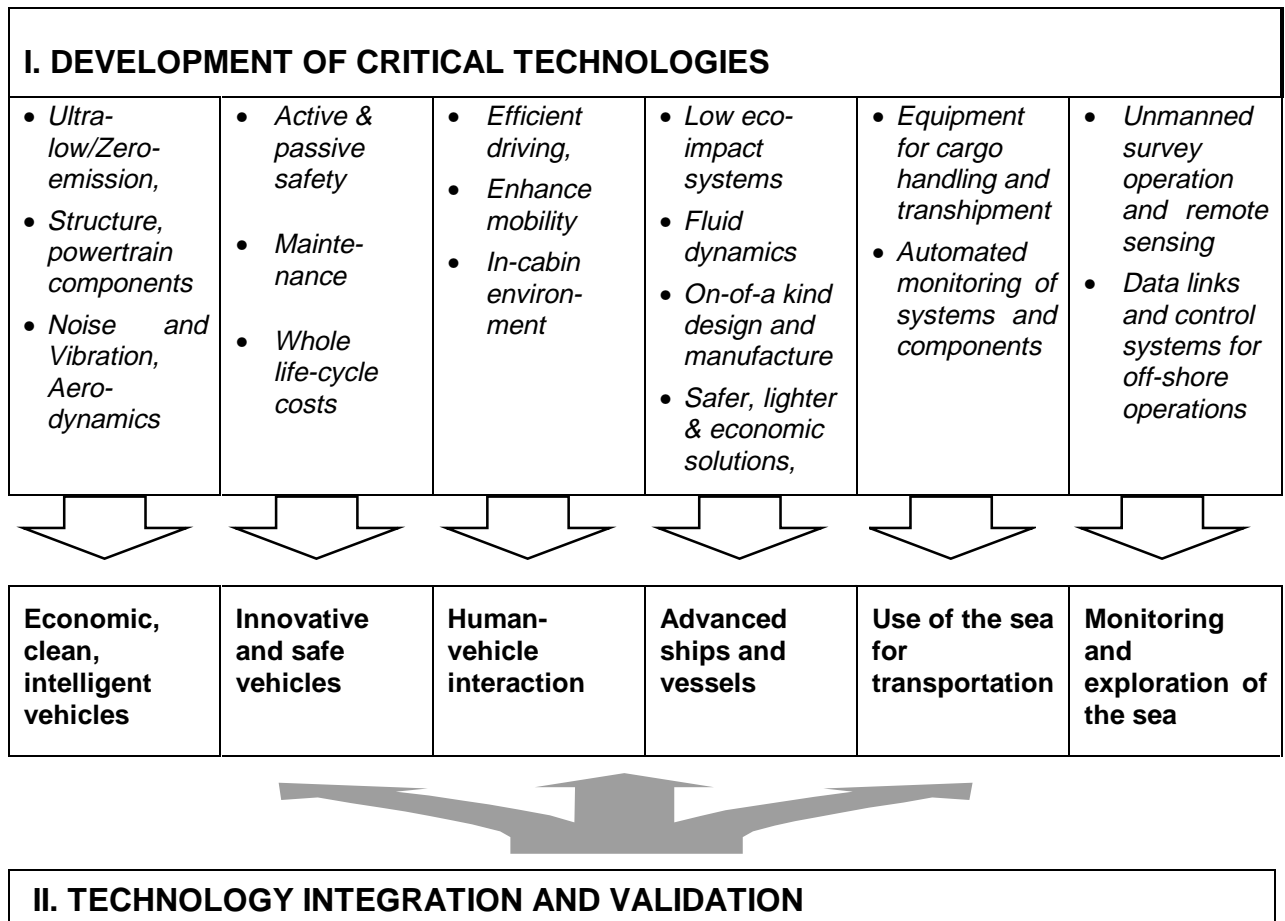 I. DEVELOPMENT OF CRITICAL TECHNOLOGIES
• Ultra-
low/Zero-
emission,
• Structure,
powertrain
components
• Noise and
Vibration,
Aero-
dynamics
• Active &
passive
safety
• Mainte-
nance
• Whole
life-cycle
costs
• Efficient
driving,
• Enhance
mobility
• In-cabin
environ-
ment
• Low eco-
impact
systems
• Fluid
dynamics
• On-of-a kind
design and
manufacture
• Safer, lighter
& economic
solutions,
• Equipment
for cargo
handling and
transhipment
• Automated
monitoring of
systems and
components
• Unmanned
survey
operation
and remote
sensing
• Data links
and control
systems for
off-shore
operations
Economic,
clean,
intelligent
vehicles
Innovative
and safe
vehicles
Human-
vehicle
interaction
Advanced
ships and
vessels
Use of the sea
for
transportation
Monitoring
and
exploration of
the sea
II. TECHNOLOGY INTEGRATION AND VALIDATION